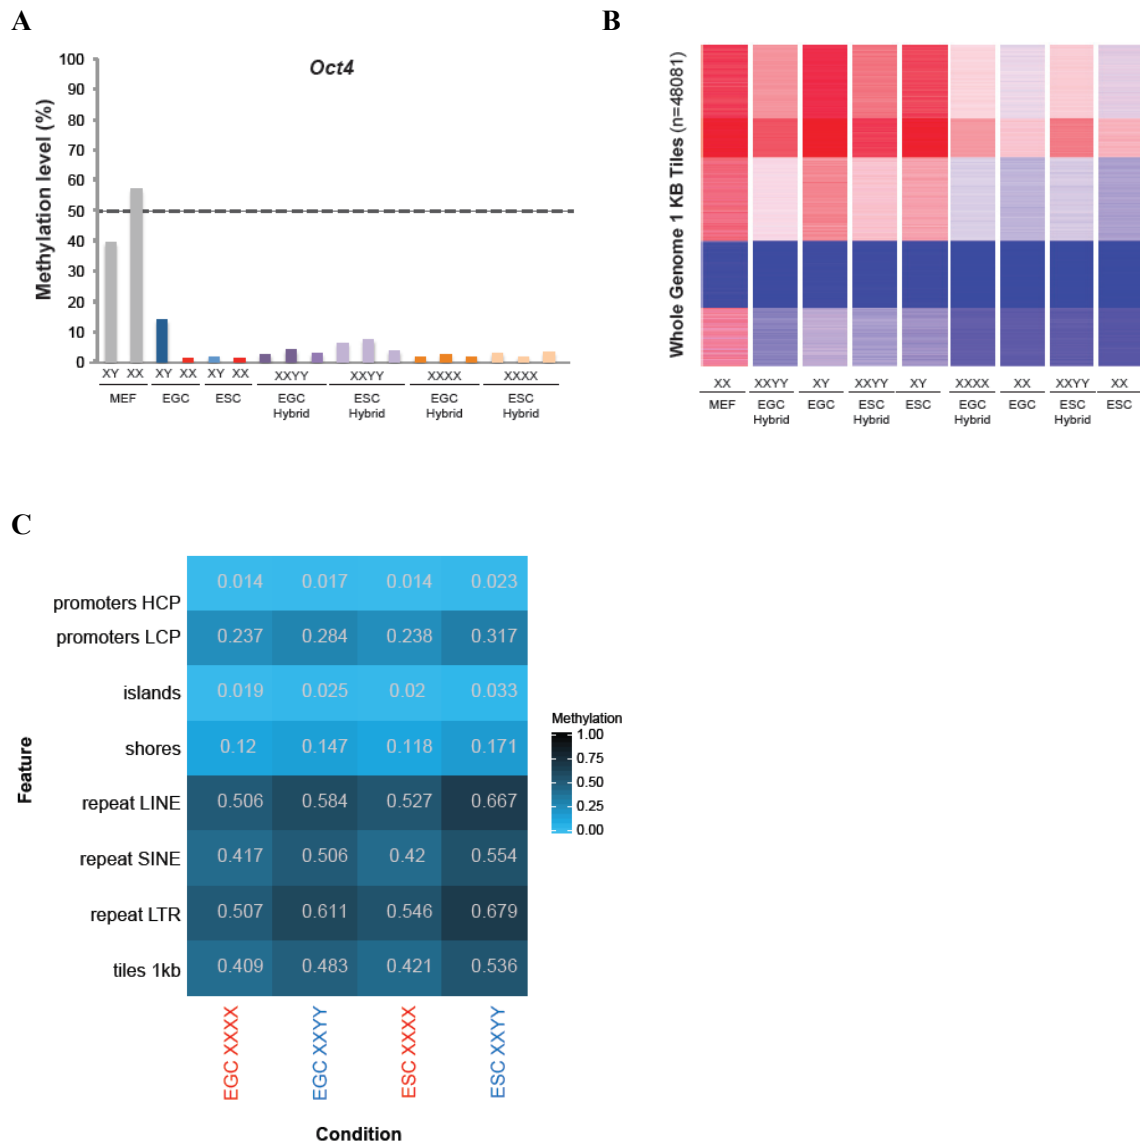 A
Oct4
Methylation level (%)
100
90
80
70
60
50
40
30
20
10
0
XY XX XY XX XY XX XXYY XXYY XXXX XXXX
MEF EGC ESC EGC Hybrid ESC Hybrid EGC Hybrid ESC Hybrid
B
Whole Genome 1 KB Tiles (n=48081)
XX XXYY XY XXYY XY XXXX XX XXYY XX
MEF EGC Hybrid EGC ESC Hybrid ESC EGC Hybrid EGC ESC Hybrid ESC
C
Feature
promoters HCP 0.014 0.017 0.014 0.023
promoters LCP 0.237 0.284 0.238 0.317
islands 0.019 0.025 0.02 0.033
shores 0.12 0.147 0.118 0.171
repeat LINE 0.506 0.584 0.527 0.667
repeat SINE 0.417 0.506 0.42 0.554
repeat LTR 0.507 0.611 0.546 0.679
tiles 1kb 0.409 0.483 0.421 0.536
EGC XXXX EGC XXYY ESC XXXX ESC XXYY
Condition
Methylation
1.00
0.75
0.50
0.25
0.00